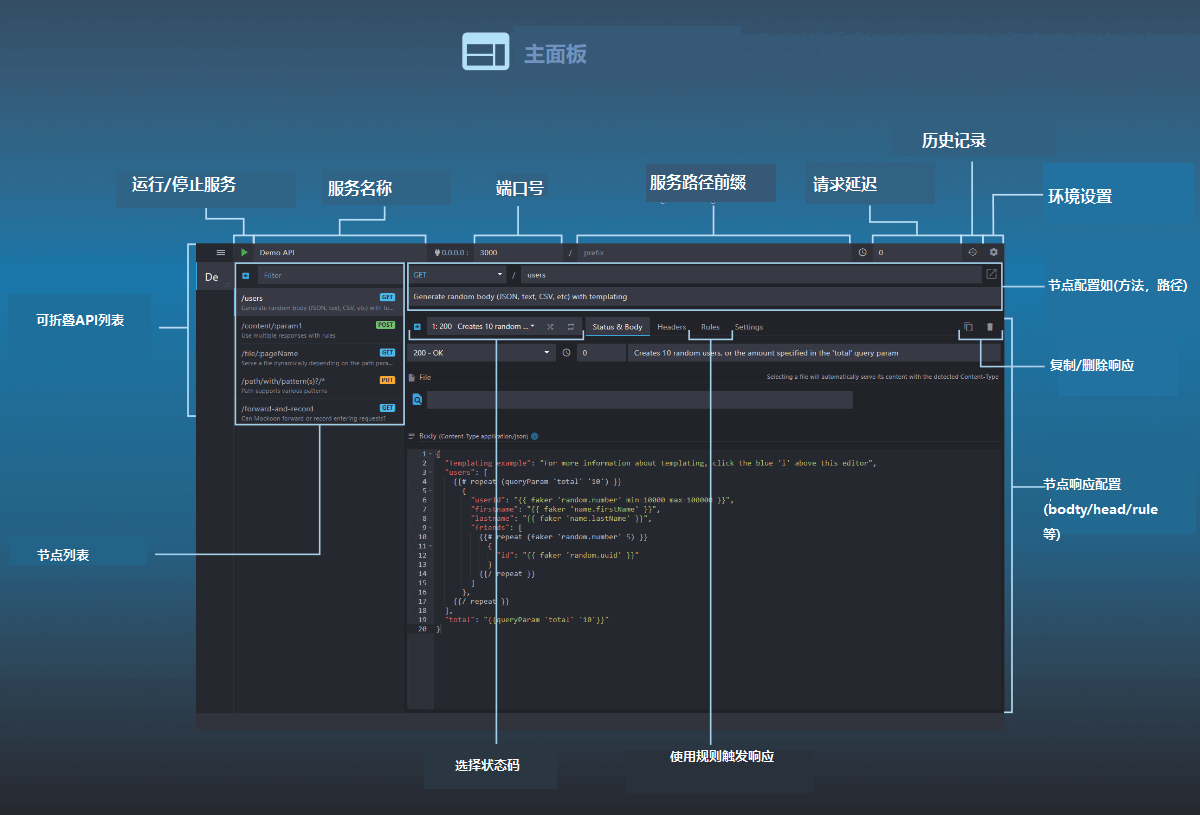 主面板
历史记录
运行/停止服务
服务名称
端口号
服务路径前缀
请求延迟
环境设置
Demo API
0.0.0.0 :
3000
/
prefix
0
De
Filter
GET
/
users
Generate random body (JSON, text, CSV, etc) with templating
节点配置如(方法，路径)
可折叠API列表
/users
GET
Generate random body (JSON, text, CSV, etc) with te...
/content/:param1
POST
Use multiple responses with rules
/file/:pageName
GET
Serve a file dynamically depending on the path para...
/path/with/pattern(s)?/*
PUT
Path supports various patterns
/forward-and-record
GET
Can Mockoon forward or record entering requests?
1: 200 Creates 10 random ...
Status & Body
Headers
Rules
Settings
200 - OK
0
Creates 10 random users, or the amount specified in the 'total' query param
复制/删除响应
File
Selecting a file will automatically serve its content with the detected Content-Type
Body (Content-Type application/json)
1 {
2 "Templating example": "For more information about templating, click the blue 'i' above this editor",
3 "users": [
4 {{# repeat (queryParam 'total' '10') }}
5 {
6 "userId": "{{ faker 'random.number' min=10000 max=100000 }}",
7 "firstname": "{{ faker 'name.firstName' }}",
8 "lastname": "{{ faker 'name.lastName' }}",
9 "friends": [
10 {{# repeat (faker 'random.number' 5) }}
11 {
12 "id": "{{ faker 'random.uuid' }}"
13 }
14 {{/ repeat }}
15 ]
16 },
17 {{/ repeat }}
18 ],
19 "total": "{{queryParam 'total' '10'}}"
20 }
节点响应配置
(bodty/head/rule
等)
节点列表
选择状态码
使用规则触发响应